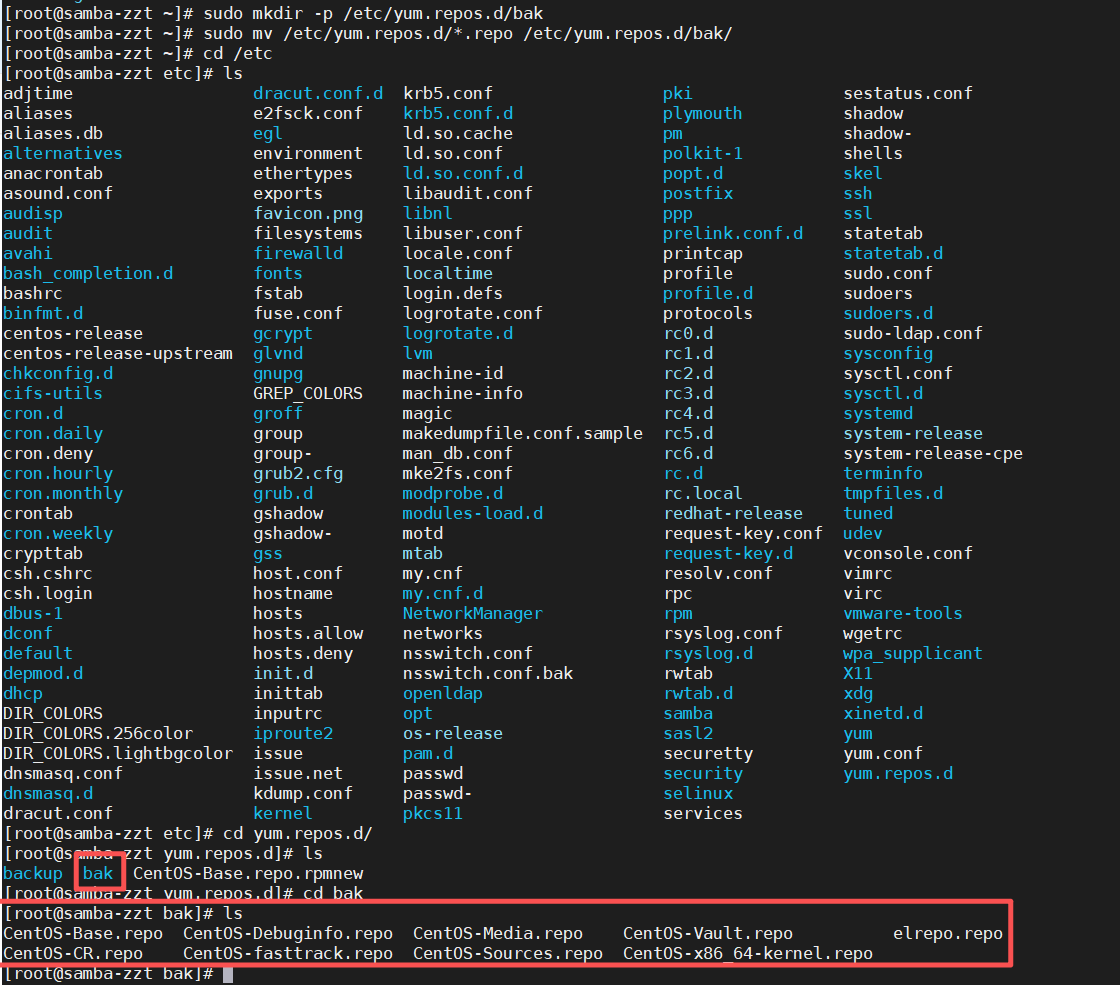 [root@samba-zzt ~]# sudo mkdir -p /etc/yum.repos.d/bak
[root@samba-zzt ~]# sudo mv /etc/yum.repos.d/*.repo /etc/yum.repos.d/bak/
[root@samba-zzt ~]# cd /etc
[root@samba-zzt etc]# ls
adjtime dracut.conf.d krb5.conf pki sestatus.conf
aliases e2fsck.conf krb5.conf.d plymouth shadow
aliases.db egl ld.so.cache pm shadow-
alternatives environment ld.so.conf polkit-1 shells
anacrontab ethertypes ld.so.conf.d popt.d skel
asound.conf exports libaudit.conf postfix ssh
audisp favicon.png libnl ppp ssl
audit filesystems libuser.conf prelink.conf.d statetab
avahi firewalld locale.conf printcap statetab.d
bash_completion.d fonts localtime profile sudo.conf
bashrc fstab login.defs profile.d sudoers
binfmt.d fuse.conf logrotate.conf protocols sudoers.d
centos-release gcrypt logrotate.d rc0.d sudo-ldap.conf
centos-release-upstream glvnd lvm rc1.d sysconfig
chkconfig.d gnupg machine-id rc2.d sysctl.conf
cifs-utils GREP_COLORS machine-info rc3.d sysctl.d
cron.d groff magic rc4.d systemd
cron.daily group makedumpfile.conf.sample rc5.d system-release
cron.deny group- man_db.conf rc6.d system-release-cpe
cron.hourly grub2.cfg mke2fs.conf rc.d terminfo
cron.monthly grub.d modprobe.d rc.local tmpfiles.d
crontab gshadow modules-load.d redhat-release tuned
cron.weekly gshadow- motd request-key.conf udev
crypttab gss mtab request-key.d vconsole.conf
csh.cshrc host.conf my.cnf resolv.conf vimrc
csh.login hostname my.cnf.d rpc virc
dbus-1 hosts NetworkManager rpm vmware-tools
dconf hosts.allow networks rsyslog.conf wgetrc
default hosts.deny nsswitch.conf rsyslog.d wpa_supplicant
depmod.d init.d nsswitch.conf.bak rwtab X11
dhcp inittab openldap rwtab.d xdg
DIR_COLORS inputrc opt samba xinetd.d
DIR_COLORS.256color iproute2 os-release sasl2 yum
DIR_COLORS.lightbgcolor issue pam.d securetty yum.conf
dnsmasq.conf issue.net passwd security yum.repos.d
dnsmasq.d kdump.conf passwd- selinux
dracut.conf kernel pkcs11 services
[root@samba-zzt etc]# cd yum.repos.d/
[root@samba-zzt yum.repos.d]# ls
backup bak CentOS-Base.repo.rpmnew
[root@samba-zzt yum.repos.d]# cd bak
[root@samba-zzt bak]# ls
CentOS-Base.repo CentOS-Debuginfo.repo CentOS-Media.repo CentOS-Vault.repo elrepo.repo
CentOS-CR.repo CentOS-fasttrack.repo CentOS-Sources.repo CentOS-x86_64-kernel.repo
[root@samba-zzt bak]#